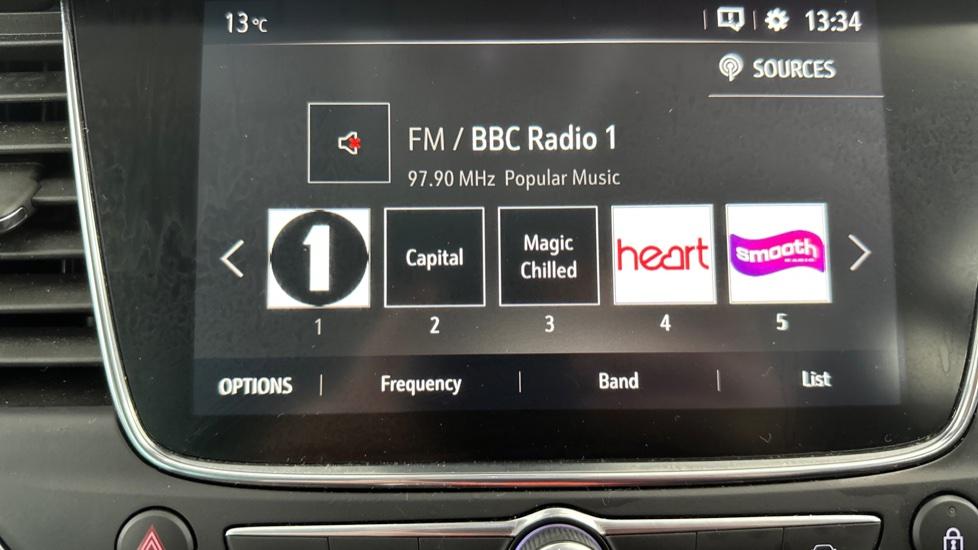 13°C 13:34
SOURCES
FM / BBC Radio 1
97.90 MHz Popular Music
1 Capital Magic Chilled heart smooth
1 2 3 4 5
OPTIONS | Frequency | Band | List